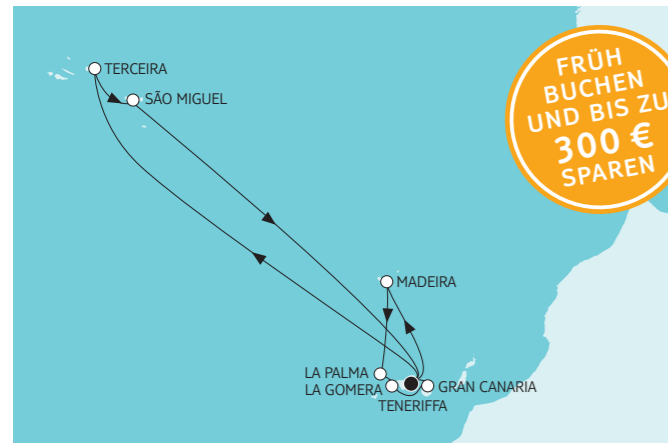 TERCEIRA
SÃO MIGUEL
FRÜH
BUCHEN
UND BIS ZU
300 €
SPAREN
MADEIRA
LA PALMA
LA GOMERA
GRAN CANARIA
TENERIFFA